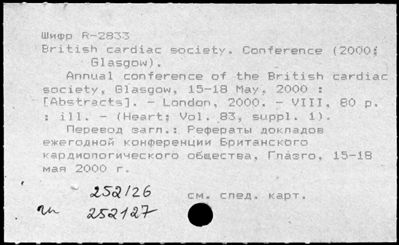 Шифр R-2833
British cardiac society. Conference (2000;
Glasgow).
Annual conference of the British cardiac
society, Glasgow, 15-18 May, 2000 :
[Abstracts]. - London, 2000. - VIII, 80 p.
: ill. - (Heart; Vol. 83, suppl. 1).
Перевод загл.: Рефераты докладов
ежегодной конференции Британского
кардиологического общества, Глазго, 15-18
мая 2000 г.
252126 см. след. карт.
252127